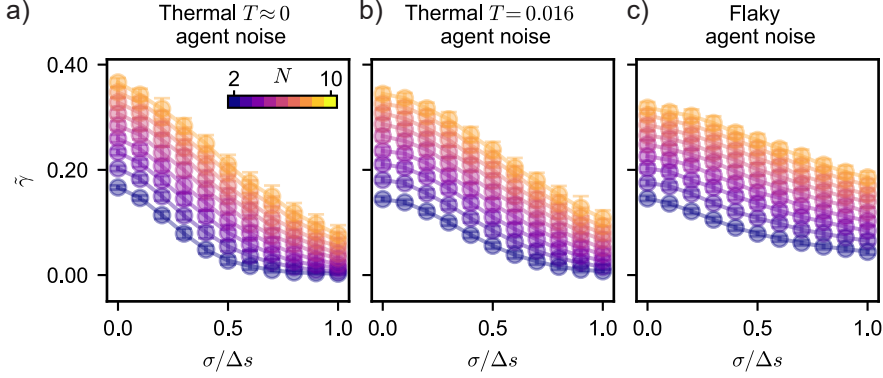 a) Thermal T≈0
agent noise
b) Thermal T=0.016
agent noise
c) Flaky
agent noise
0.40
0.20
0.00
γ̃
2 N 10
0.0 0.5 1.0
σ/Δs
0.0 0.5 1.0
σ/Δs
0.0 0.5 1.0
σ/Δs